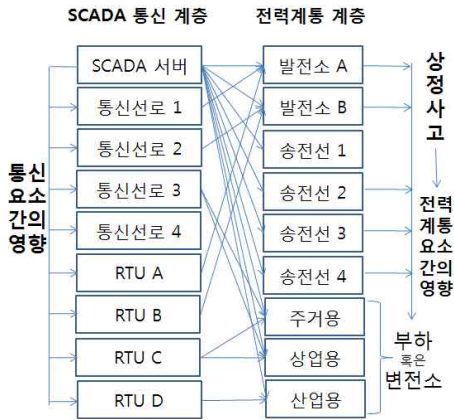 SCADA 통신 계층
전력계통 계층
통신
요소
간의
영향
SCADA 서버
통신선로 1
통신선로 2
통신선로 3
통신선로 4
RTU A
RTU B
RTU C
RTU D
발전소 A
발전소 B
송전선 1
송전선 2
송전선 3
송전선 4
주거용
상업용
산업용
상
정
사
고
전력
계통
요소
간의
영향
부하
혹은
변전소